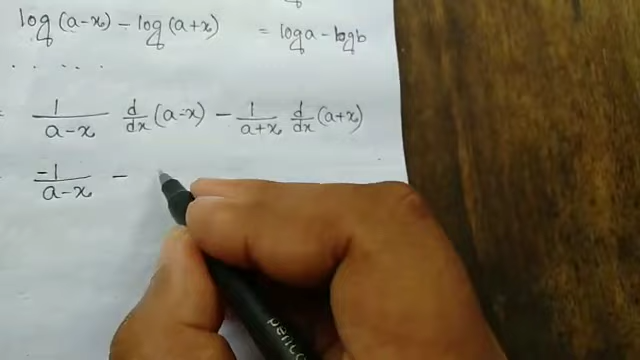 log(a-x) - log(a+x) = log a - log b
. . . . .
1/(a-x) d/dx (a-x) - 1/(a+x) d/dx (a+x)
-1/(a-x) -